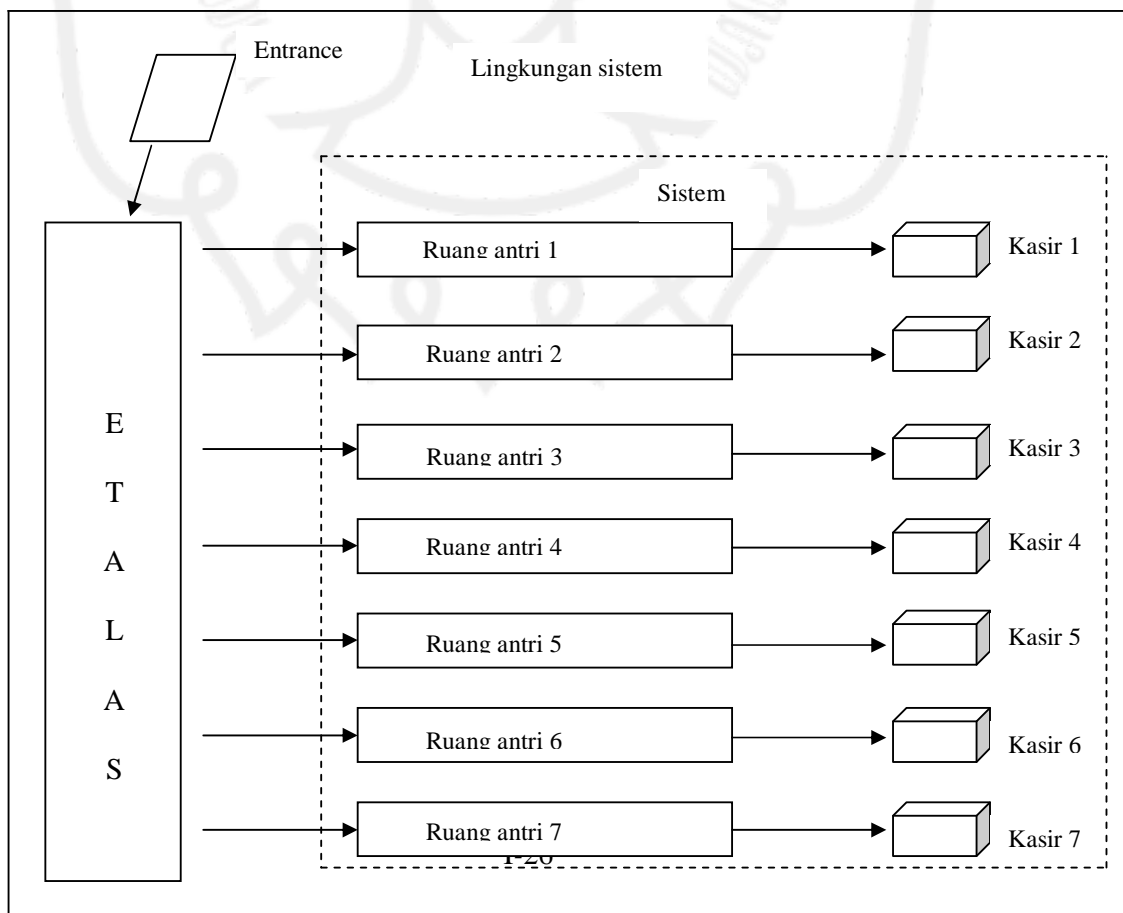 Entrance
Lingkungan sistem
Sistem
Ruang antri 1
Kasir 1
Ruang antri 2
Kasir 2
Ruang antri 3
Kasir 3
Ruang antri 4
Kasir 4
Ruang antri 5
Kasir 5
Ruang antri 6
Kasir 6
Ruang antri 7
Kasir 7
E
T
A
L
A
S